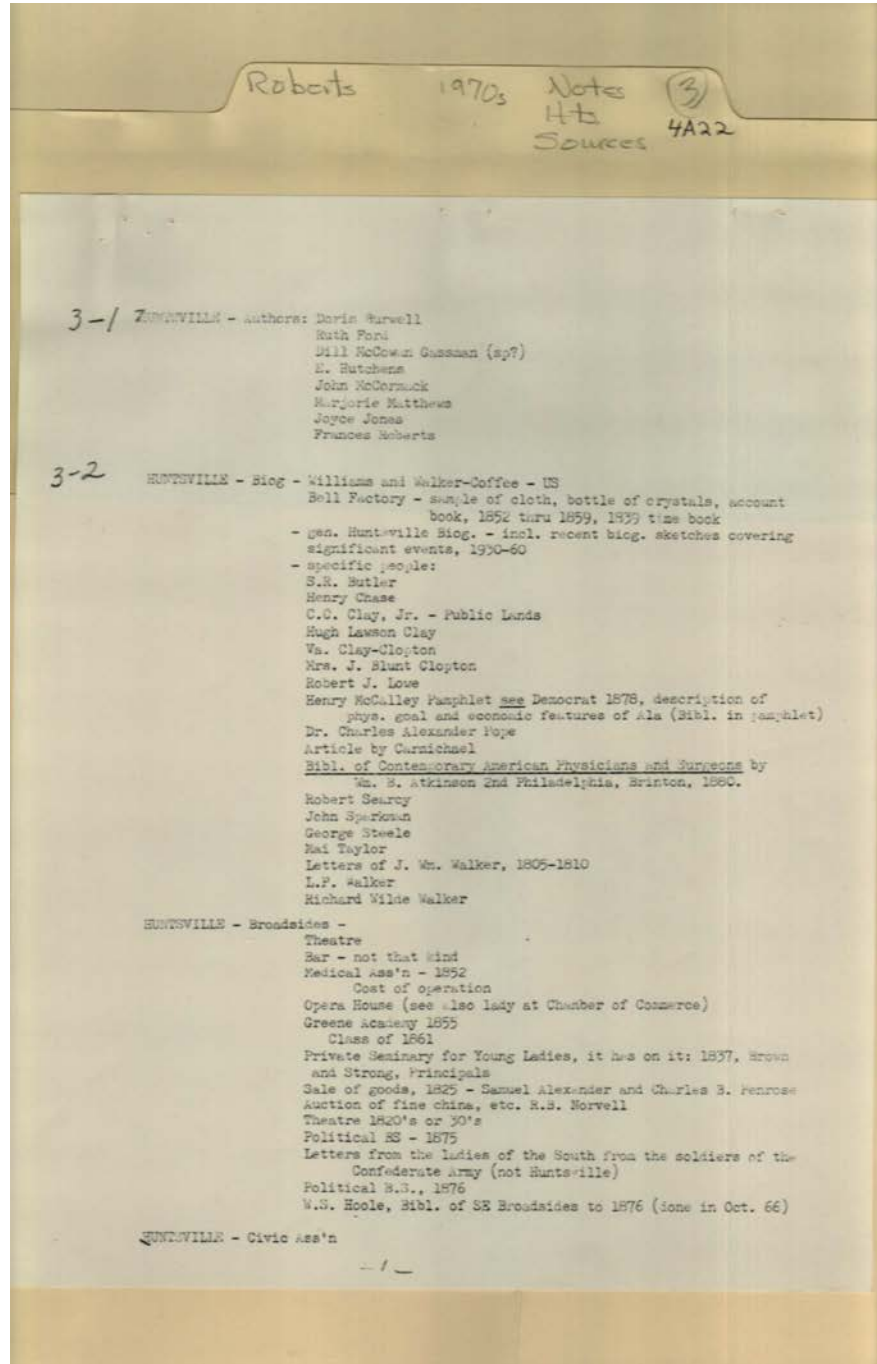 Roberts 1970s Notes (3)
Hts 4A22
Sources
3-1 HUNTSVILLE - Authors: Doris Burwell
Ruth Ford
Dill McCowan Gassman (sp?)
E. Hutchens
John McCormack
Marjorie Matthews
Joyce Jones
Frances Roberts
3-2 HUNTSVILLE - Biog - Williams and Walker-Coffee - US
Bell Factory - sample of cloth, bottle of crystals, account
book, 1852 thru 1859, 1839 time book
- gen. Huntsville Biog. - incl. recent biog. sketches covering
significant events, 1930-60
- specific people:
S.R. Butler
Henry Chase
C.C. Clay, Jr. - Public Lands
Hugh Lawson Clay
Va. Clay-Clopton
Mrs. J. Blunt Clopton
Robert J. Lowe
Henry McCalley Pamphlet see Democrat 1878, description of
phys. goal and economic features of Ala (Bibl. in pamphlet)
Dr. Charles Alexander Pope
Article by Carmichael
Bibl. of Contemporary American Physicians and Surgeons by
Wm. B. Atkinson 2nd Philadelphia, Brinton, 1880.
Robert Searcy
John Sparkman
George Steele
Hai Taylor
Letters of J. Wm. Walker, 1805-1810
L.P. Walker
Richard Wilde Walker
HUNTSVILLE - Broadsides -
Theatre
Bar - not that kind
Medical Ass'n - 1852
Cost of operation
Opera House (see also lady at Chamber of Commerce)
Greene Academy 1855
Class of 1861
Private Seminary for Young Ladies, it has on it: 1837, Brown
and Strong, Principals
Sale of goods, 1825 - Samuel Alexander and Charles B. Penrose
Auction of fine china, etc. R.B. Norvell
Theatre 1820's or 30's
Political BS - 1875
Letters from the ladies of the South from the soldiers of the
Confederate Army (not Huntsville)
Political B.S., 1876
W.S. Hoole, Bibl. of SE Broadsides to 1876 (done in Oct. 66)
HUNTSVILLE - Civic Ass'n
- 1 -